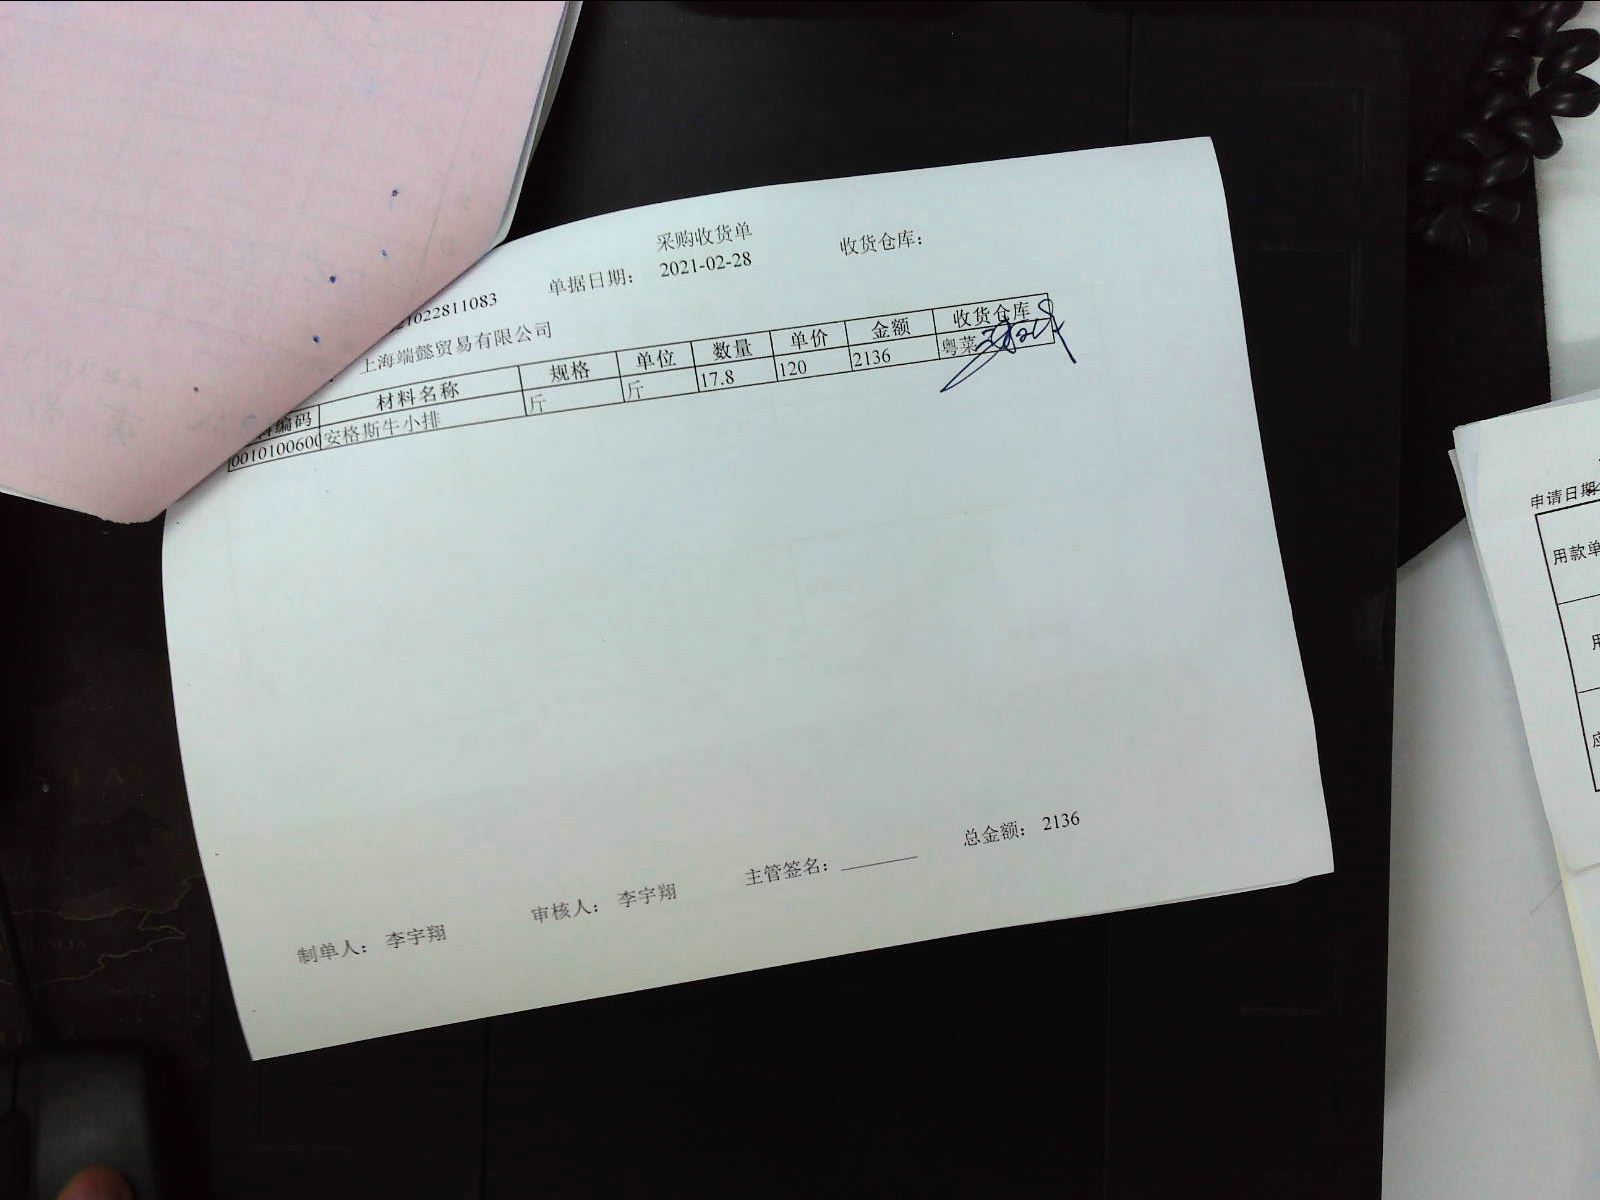 采购收货单
单据日期： 2021-02-28 收货仓库：
21022811083
上海端懿贸易有限公司
编码 材料名称 规格 单位 数量 单价 金额 收货仓库
001010060 安格斯牛小排 斤 斤 17.8 120 2136 粤菜
总金额： 2136
制单人： 李宇翔 审核人： 李宇翔 主管签名：
申请日期
用款单
用
应